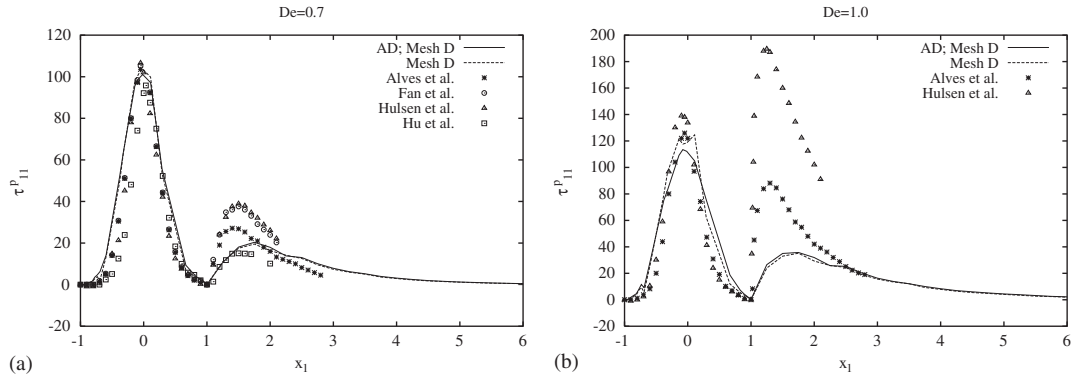 De=0.7
120
100
80
60
40
20
0
-20
τᵖ₁₁
-1
0
1
2
3
4
5
6
x₁
AD; Mesh D
Mesh D
Alves et al.
Fan et al.
Hulsen et al.
Hu et al.
(a)
De=1.0
200
180
160
140
120
100
80
60
40
20
0
-20
τᵖ₁₁
-1
0
1
2
3
4
5
6
x₁
AD; Mesh D
Mesh D
Alves et al.
Hulsen et al.
(b)